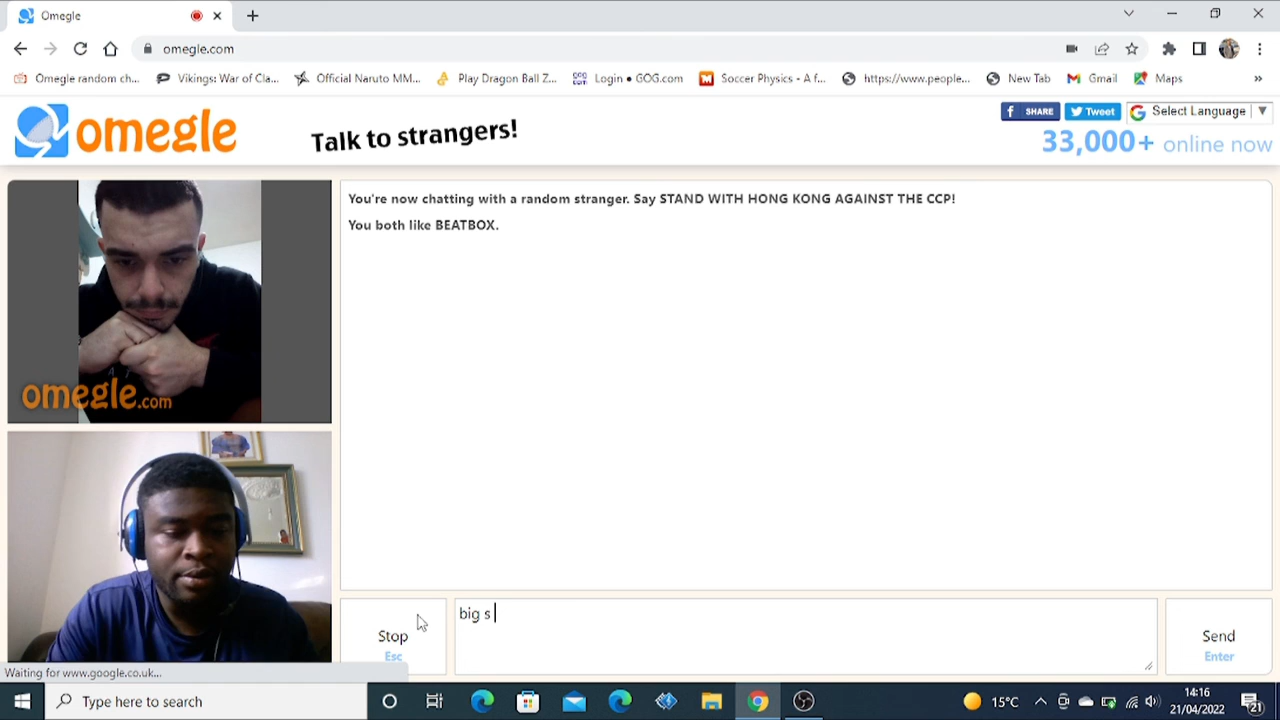 Omegle
omegle.com
Omegle random ch...
Vikings: War of Cla...
Official Naruto MM...
Play Dragon Ball Z...
Login ● GOG.com
Soccer Physics - A f...
https://www.people...
New Tab
Gmail
Maps
»
omegle
Talk to strangers!
SHARE
Tweet
Select Language
33,000+ online now
You're now chatting with a random stranger. Say STAND WITH HONG KONG AGAINST THE CCP!
You both like BEATBOX.
omegle.com
Stop
Esc
big s
Send
Enter
Waiting for www.google.co.uk...
Type here to search
15°C
14:16
21/04/2022
21